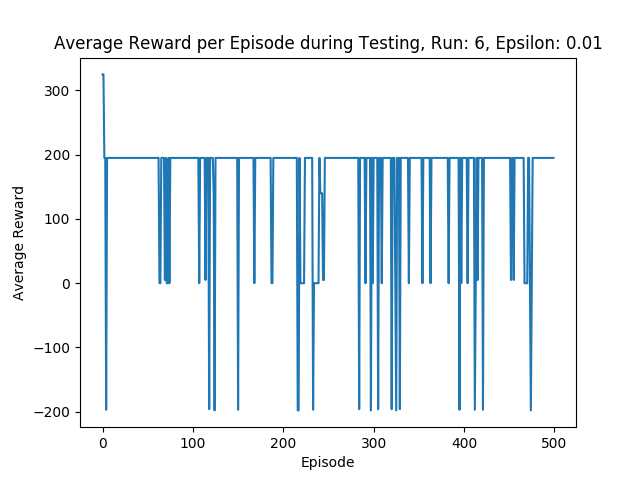 Average Reward per Episode during Testing, Run: 6, Epsilon: 0.01
300
200
100
0
−100
−200
Average Reward
0 100 200 300 400 500
Episode